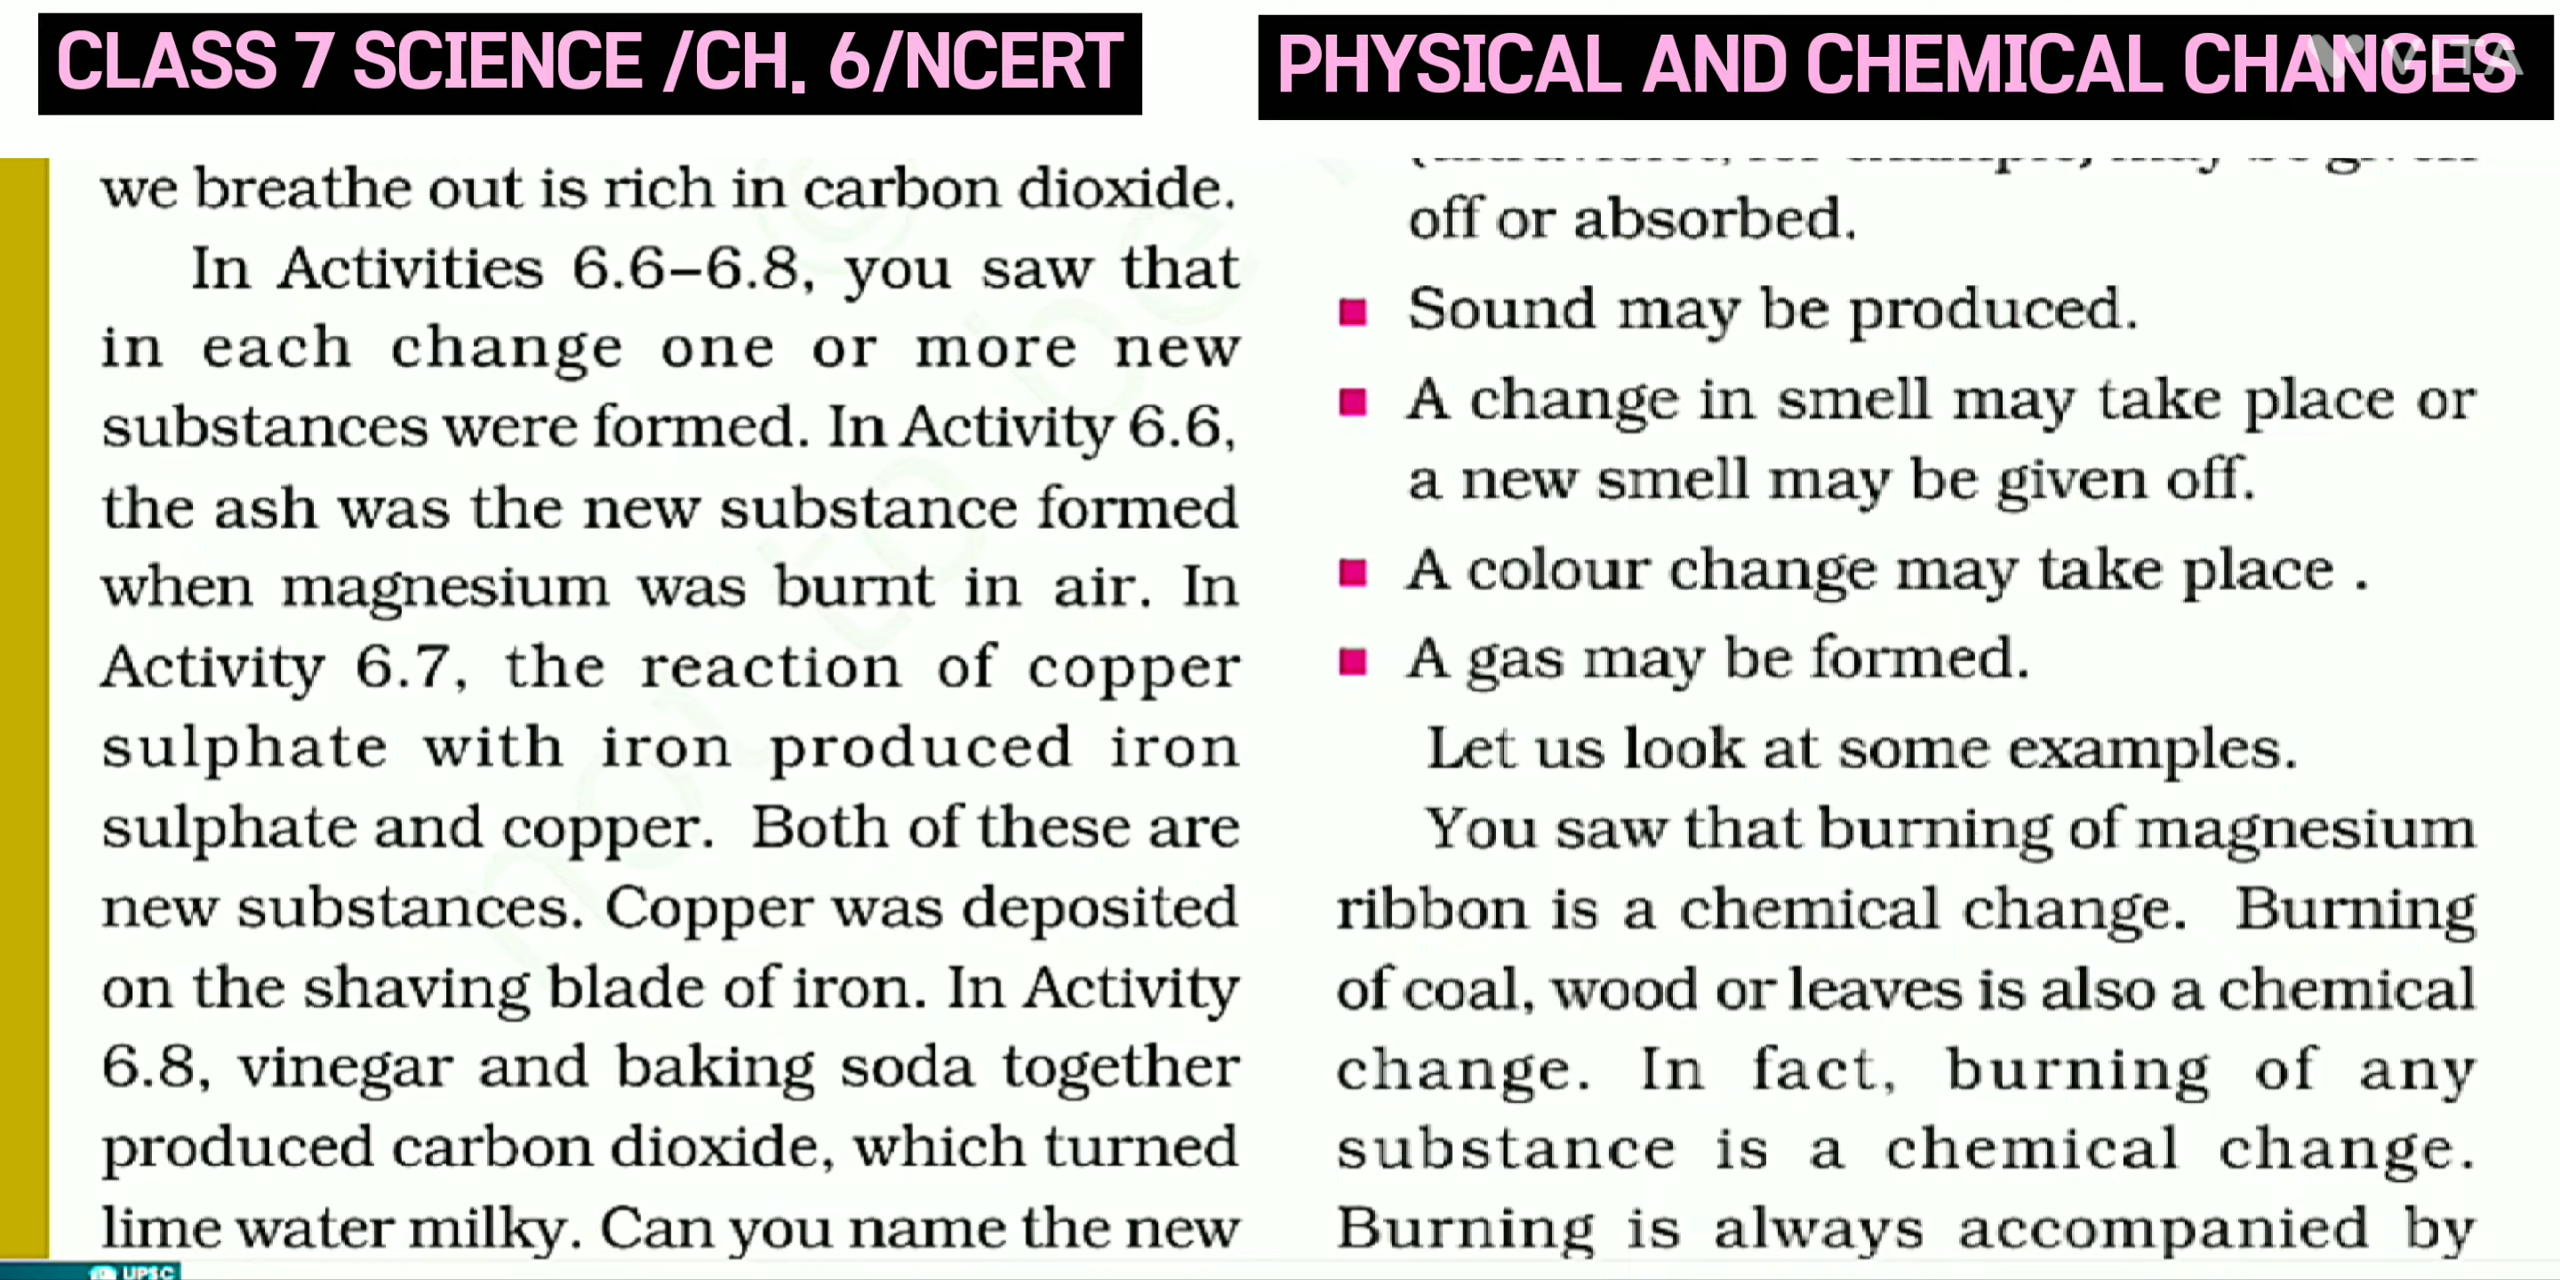 CLASS 7 SCIENCE /CH. 6/NCERT
PHYSICAL AND CHEMICAL CHANGES
VITA
we breathe out is rich in carbon dioxide.
In Activities 6.6–6.8, you saw that
in each change one or more new
substances were formed. In Activity 6.6,
the ash was the new substance formed
when magnesium was burnt in air. In
Activity 6.7, the reaction of copper
sulphate with iron produced iron
sulphate and copper. Both of these are
new substances. Copper was deposited
on the shaving blade of iron. In Activity
6.8, vinegar and baking soda together
produced carbon dioxide, which turned
lime water milky. Can you name the new
off or absorbed.
■ Sound may be produced.
■ A change in smell may take place or
a new smell may be given off.
■ A colour change may take place .
■ A gas may be formed.
Let us look at some examples.
You saw that burning of magnesium
ribbon is a chemical change. Burning
of coal, wood or leaves is also a chemical
change. In fact, burning of any
substance is a chemical change.
Burning is always accompanied by
UPSC
not to be